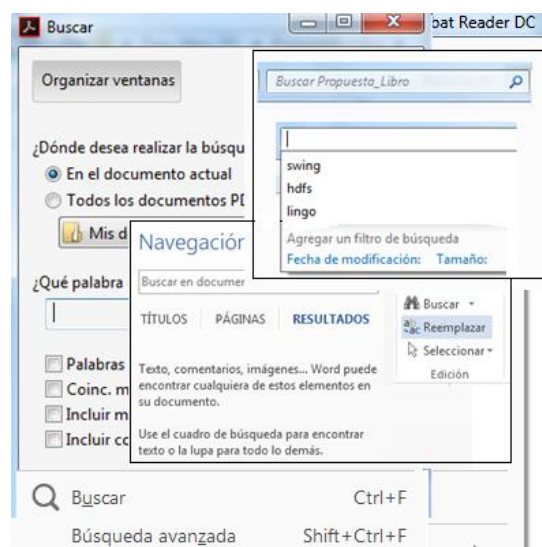 Buscar
bat Reader DC
Organizar ventanas
Buscar Propuesta_Libro
¿Dónde desea realizar la búsqu
En el documento actual
Todos los documentos
Mis d
swing
hdfs
lingo
Agregar un filtro de búsqueda
Fecha de modificación: Tamaño:
Navegación
Buscar en documen
TÍTULOS PÁGINAS RESULTADOS
Texto, comentarios, imágenes... Word puede
encontrar cualquiera de estos elementos en
su documento.
Use el cuadro de búsqueda para encontrar
texto o la lupa para todo lo demás.
Buscar
Reemplazar
Seleccionar
Edición
¿Qué palabra
Palabras
Coinc. m
Incluir m
Incluir co
Buscar Ctrl+F
Búsqueda avanzada Shift+Ctrl+F